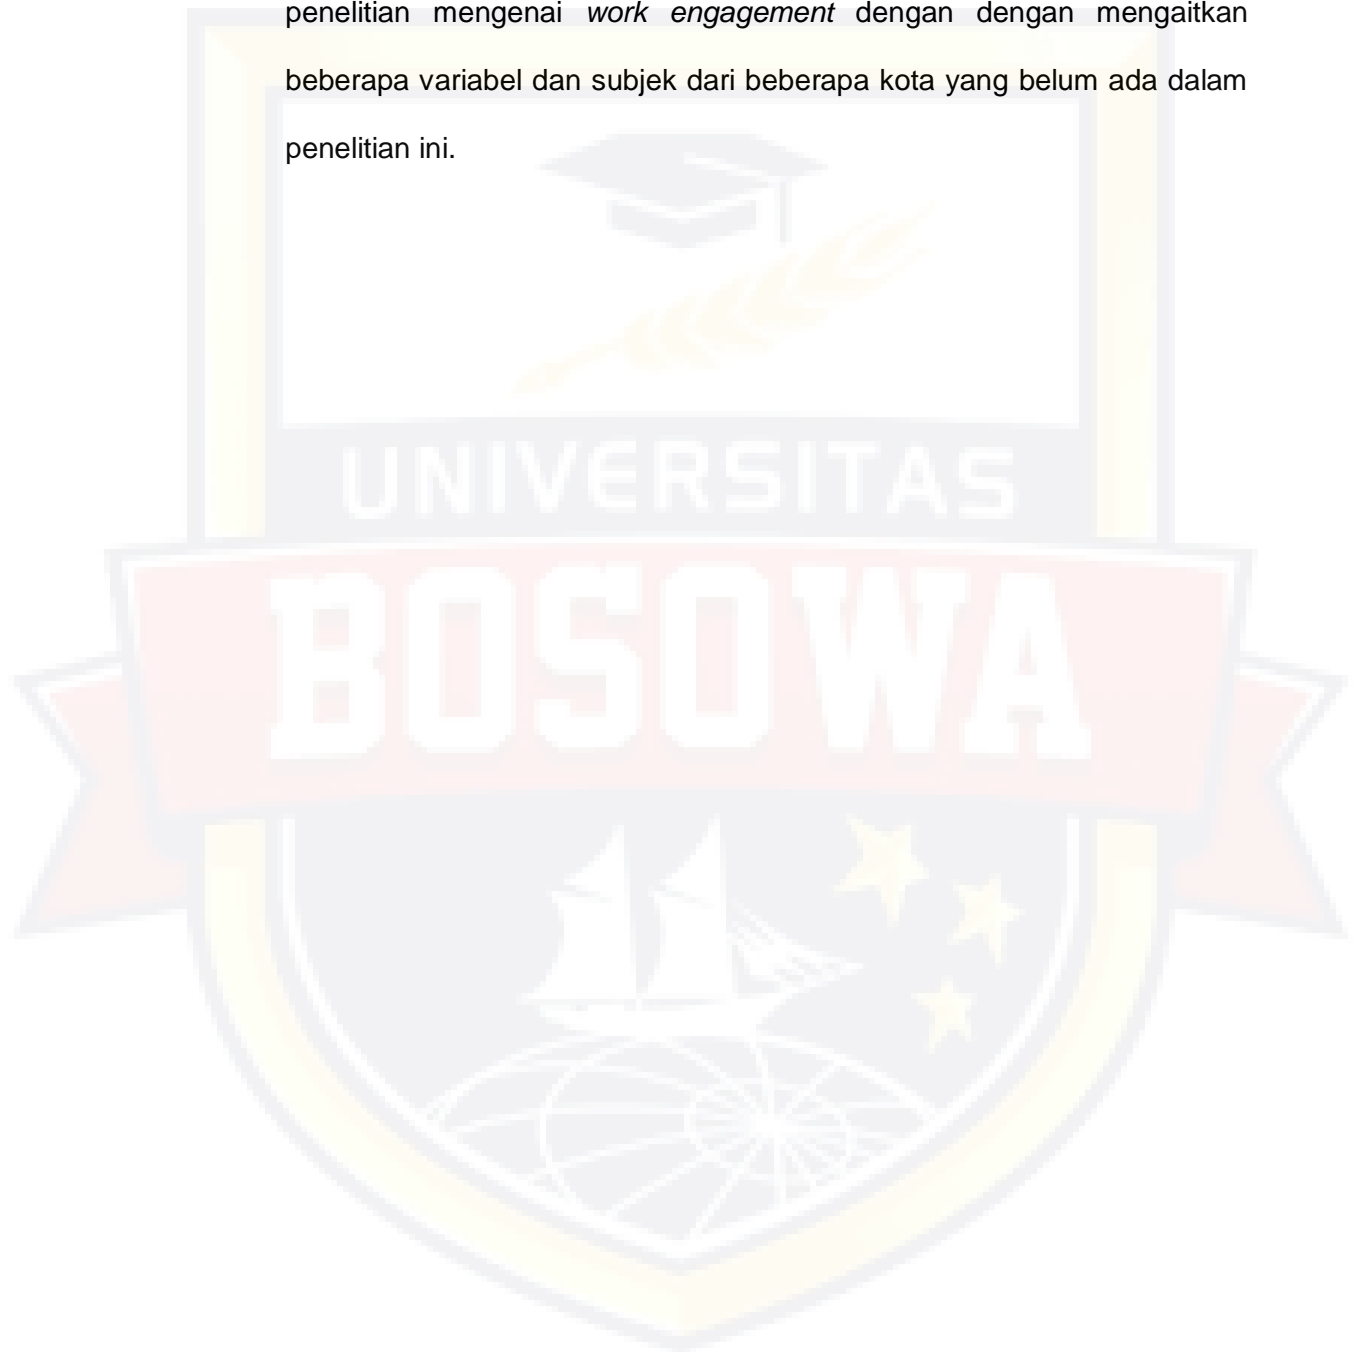 penelitian mengenai work engagement dengan dengan mengaitkan
beberapa variabel dan subjek dari beberapa kota yang belum ada dalam
penelitian ini.
UNIVERSITAS
BOSOWA